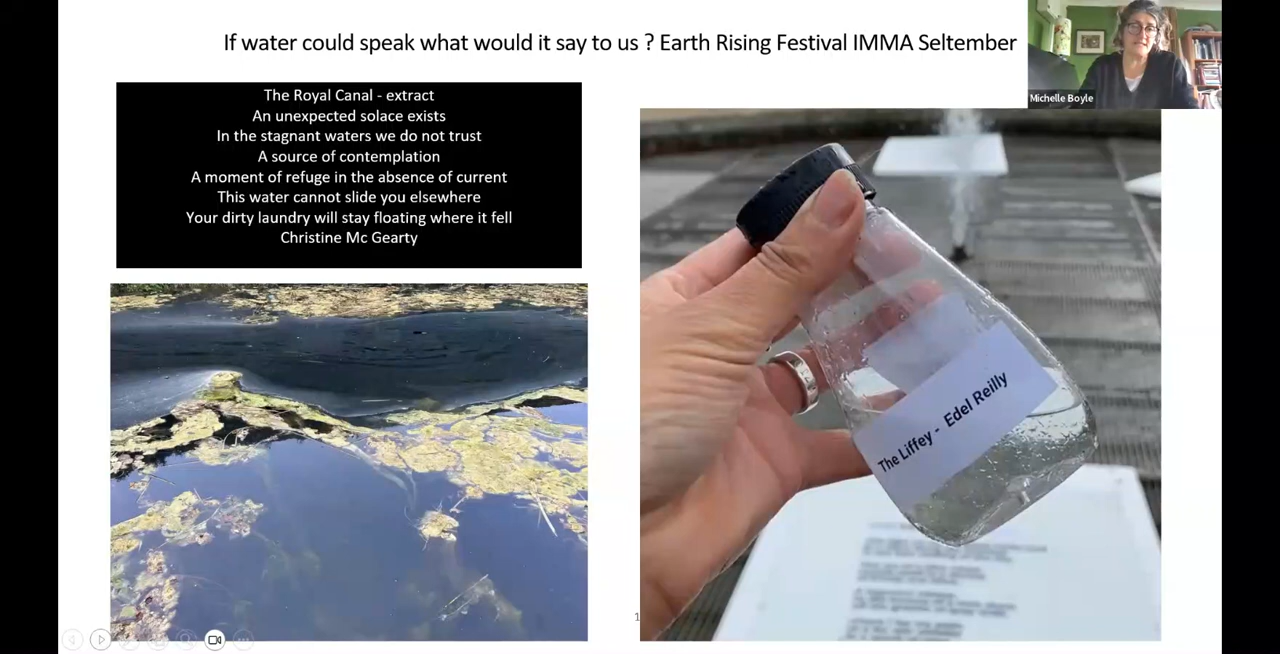 If water could speak what would it say to us ? Earth Rising Festival IMMA Seltember
Michelle Boyle
The Royal Canal - extract
An unexpected solace exists
In the stagnant waters we do not trust
A source of contemplation
A moment of refuge in the absence of current
This water cannot slide you elsewhere
Your dirty laundry will stay floating where it fell
Christine Mc Gearty
The Liffey - Edel Reilly
1